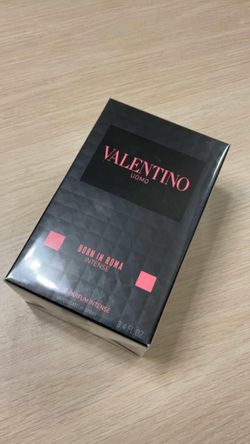 VALENTINO
UOMO
BORN IN ROMA
INTENSE
PARFUM INTENSE
3.4 FL.OZ